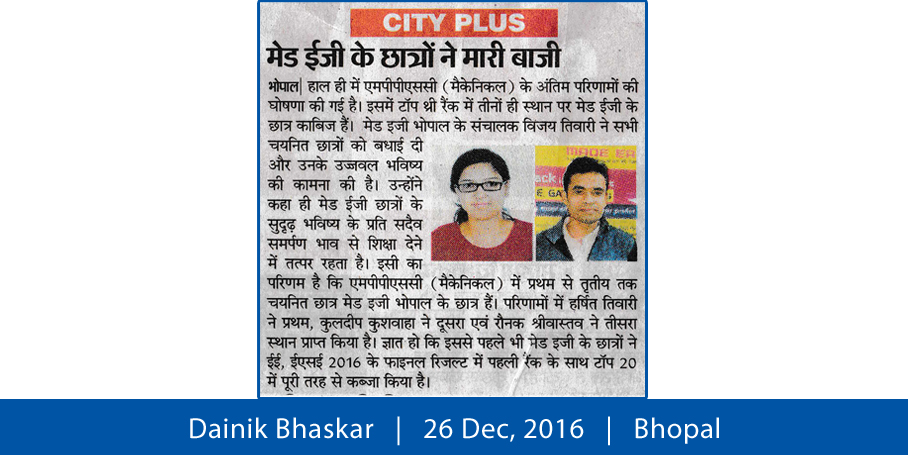 CITY PLUS
मेड ईजी के छात्रों ने मारी बाजी
भोपाल| हाल ही में एमपीपीएससी (मैकेनिकल) के अंतिम परिणामों की
घोषणा की गई है। इसमें टॉप थ्री रैंक में तीनों ही स्थान पर मेड ईजी के
छात्र काबिज हैं। मेड इजी भोपाल के संचालक विजय तिवारी ने सभी
चयनित छात्रों को बधाई दी
और उनके उज्जवल भविष्य
की कामना की है। उन्होंने
कहा ही मेड ईजी छात्रों के
सुदृढ़ भविष्य के प्रति सदैव
समर्पण भाव से शिक्षा देने
में तत्पर रहता है। इसी का
परिणम है कि एमपीपीएससी (मैकेनिकल) में प्रथम से तृतीय तक
चयनित छात्र मेड इजी भोपाल के छात्र हैं। परिणामों में हर्षित तिवारी
ने प्रथम, कुलदीप कुशवाहा ने दूसरा एवं रौनक श्रीवास्तव ने तीसरा
स्थान प्राप्त किया है। ज्ञात हो कि इससे पहले भी मेड इजी के छात्रों ने
ईई, ईएसई 2016 के फाइनल रिजल्ट में पहली रैंक के साथ टॉप 20
में पूरी तरह से कब्जा किया है।
MADE EA
Dainik Bhaskar | 26 Dec, 2016 | Bhopal